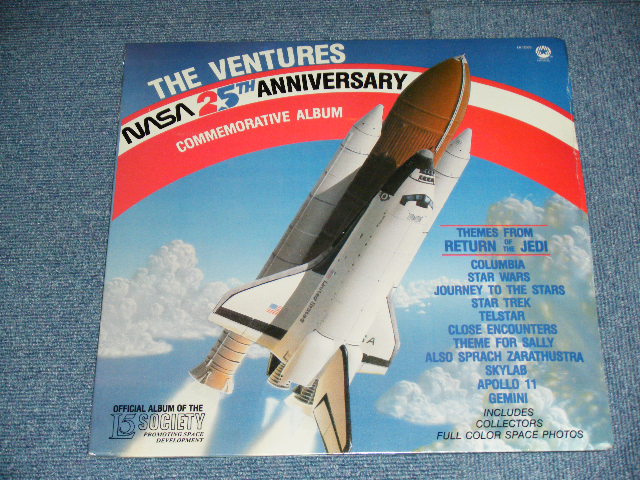 THE VENTURES
NASA 25TH ANNIVERSARY
COMMEMORATIVE ALBUM
THEMES FROM
RETURN OF THE JEDI
COLUMBIA
STAR WARS
JOURNEY TO THE STARS
STAR TREK
TELSTAR
CLOSE ENCOUNTERS
THEME FOR SALLY
ALSO SPRACH ZARATHUSTRA
SKYLAB
APOLLO 11
GEMINI
INCLUDES
COLLECTORS
FULL COLOR SPACE PHOTOS
OFFICIAL ALBUM OF THE
L5 SOCIETY
PROMOTING SPACE
DEVELOPMENT